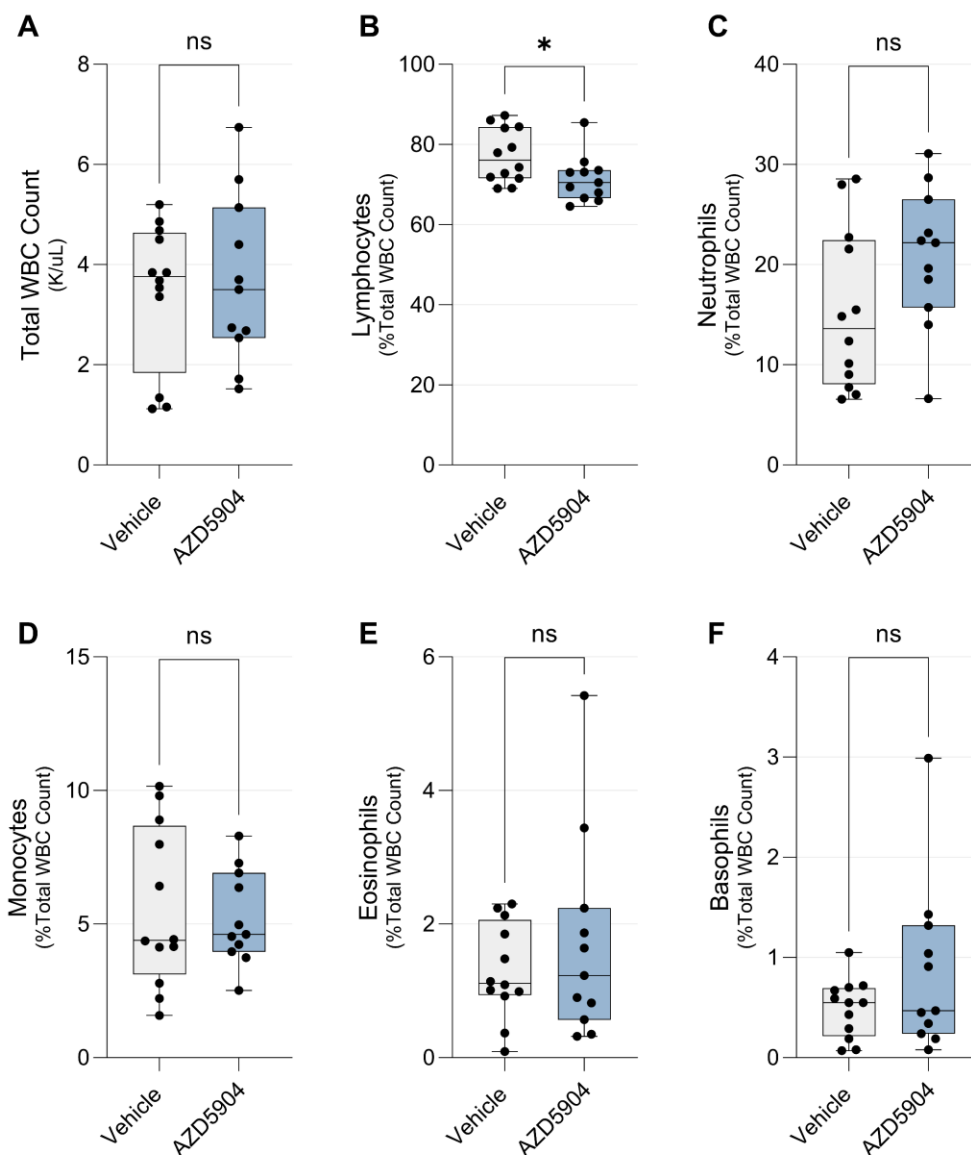 A
ns
Total WBC Count
(K/uL)
8
6
4
2
0
Vehicle
AZD5904
B
*
Lymphocytes
(%Total WBC Count)
100
80
60
40
20
0
Vehicle
AZD5904
C
ns
Neutrophils
(%Total WBC Count)
40
30
20
10
0
Vehicle
AZD5904
D
ns
Monocytes
(%Total WBC Count)
15
10
5
0
Vehicle
AZD5904
E
ns
Eosinophils
(%Total WBC Count)
6
4
2
0
Vehicle
AZD5904
F
ns
Basophils
(%Total WBC Count)
4
3
2
1
0
Vehicle
AZD5904